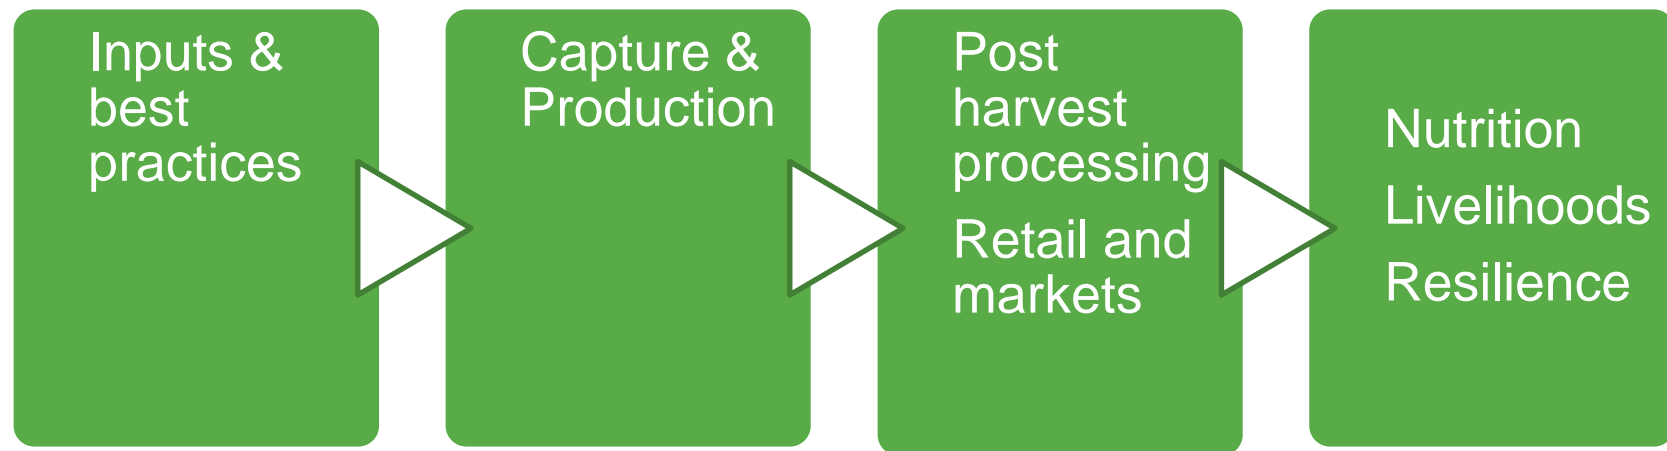 Inputs &
best
practices
Capture &
Production
Post
harvest
processing
Retail and
markets
Nutrition
Livelihoods
Resilience